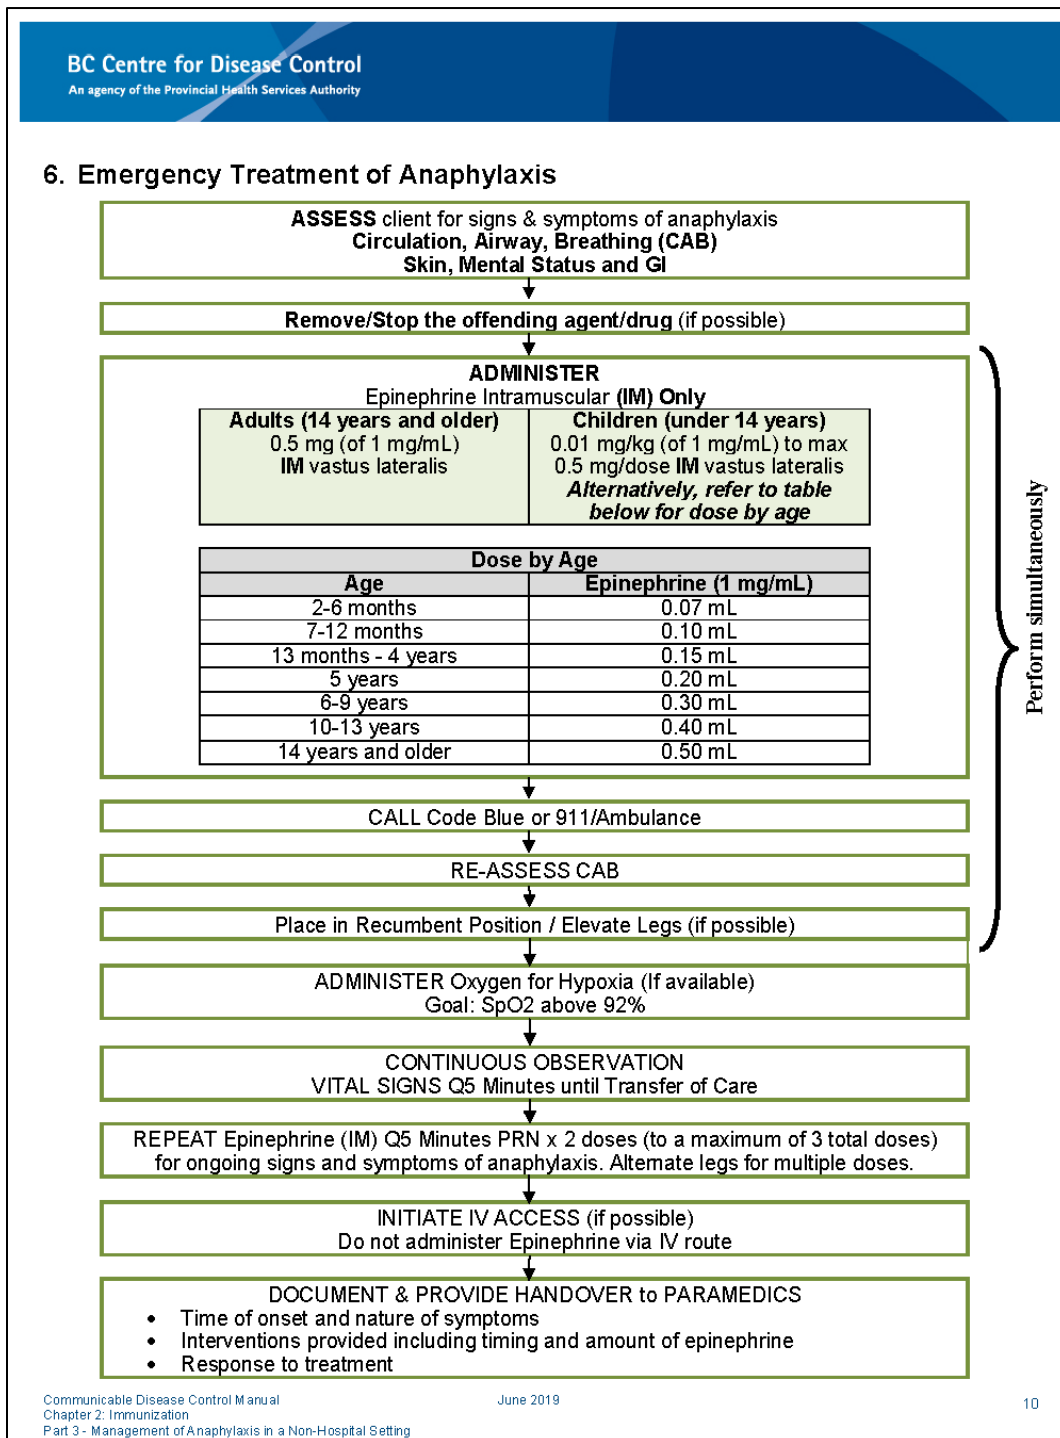 BC Centre for Disease Control
An agency of the Provincial Health Services Authority
6. Emergency Treatment of Anaphylaxis
ASSESS client for signs & symptoms of anaphylaxis
Circulation, Airway, Breathing (CAB)
Skin, Mental Status and GI
Remove/Stop the offending agent/drug (if possible)
ADMINISTER
Epinephrine Intramuscular (IM) Only
Adults (14 years and older)
0.5 mg (of 1 mg/mL)
IM vastus lateralis
Children (under 14 years)
0.01 mg/kg (of 1 mg/mL) to max
0.5 mg/dose IM vastus lateralis
Alternatively, refer to table
below for dose by age
Dose by Age
Age Epinephrine (1 mg/mL)
2-6 months 0.07 mL
7-12 months 0.10 mL
13 months - 4 years 0.15 mL
5 years 0.20 mL
6-9 years 0.30 mL
10-13 years 0.40 mL
14 years and older 0.50 mL
Perform simultaneously
CALL Code Blue or 911/Ambulance
RE-ASSESS CAB
Place in Recumbent Position / Elevate Legs (if possible)
ADMINISTER Oxygen for Hypoxia (If available)
Goal: SpO2 above 92%
CONTINUOUS OBSERVATION
VITAL SIGNS Q5 Minutes until Transfer of Care
REPEAT Epinephrine (IM) Q5 Minutes PRN x 2 doses (to a maximum of 3 total doses)
for ongoing signs and symptoms of anaphylaxis. Alternate legs for multiple doses.
INITIATE IV ACCESS (if possible)
Do not administer Epinephrine via IV route
DOCUMENT & PROVIDE HANDOVER to PARAMEDICS
• Time of onset and nature of symptoms
• Interventions provided including timing and amount of epinephrine
• Response to treatment
Communicable Disease Control Manual June 2019 10
Chapter 2: Immunization
Part 3 - Management of Anaphylaxis in a Non-Hospital Setting